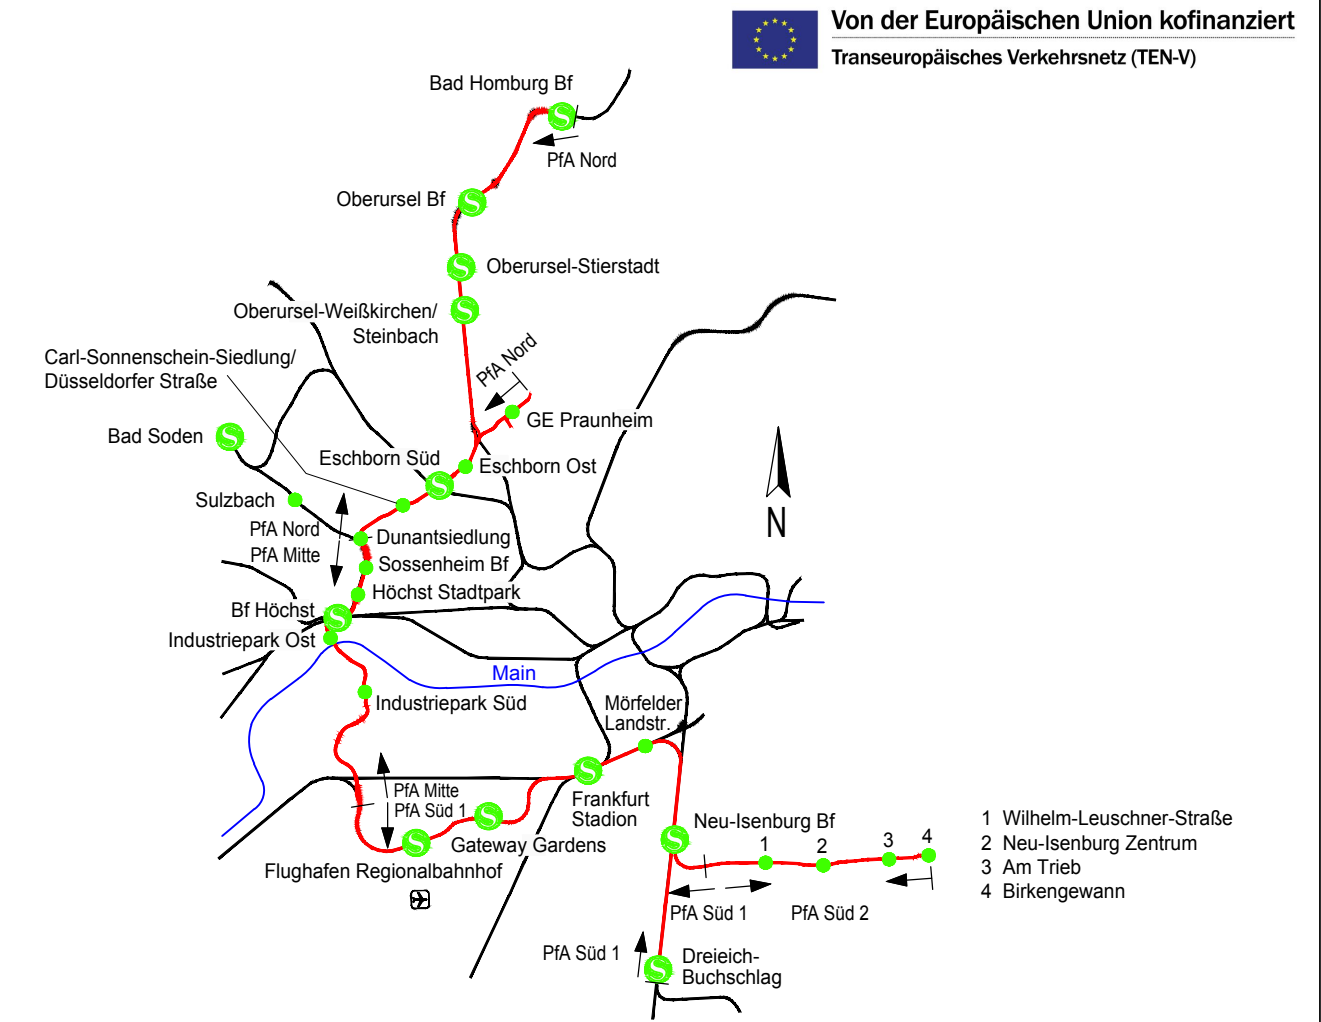 Von der Europäischen Union kofinanziert
Transeuropäisches Verkehrsnetz (TEN-V)
Bad Homburg Bf
PfA Nord
Oberursel Bf
Oberursel-Stierstadt
Oberursel-Weißkirchen/
Steinbach
PfA Nord
Carl-Sonnenschein-Siedlung/
Düsseldorfer Straße
GE Praunheim
Bad Soden
Eschborn Süd
Eschborn Ost
Sulzbach
PfA Nord
PfA Mitte
N
Dunantsiedlung
Sossenheim Bf
Höchst Stadtpark
Bf Höchst
Industriepark Ost
Main
Industriepark Süd
Mörfelder
Landstr.
PfA Mitte
PfA Süd 1
Frankfurt
Stadion
Gateway Gardens
Flughafen Regionalbahnhof
Neu-Isenburg Bf
1
2
3
4
1 Wilhelm-Leuschner-Straße
2 Neu-Isenburg Zentrum
3 Am Trieb
4 Birkengewann
PfA Süd 1
PfA Süd 2
PfA Süd 1
Dreieich-
Buchschlag